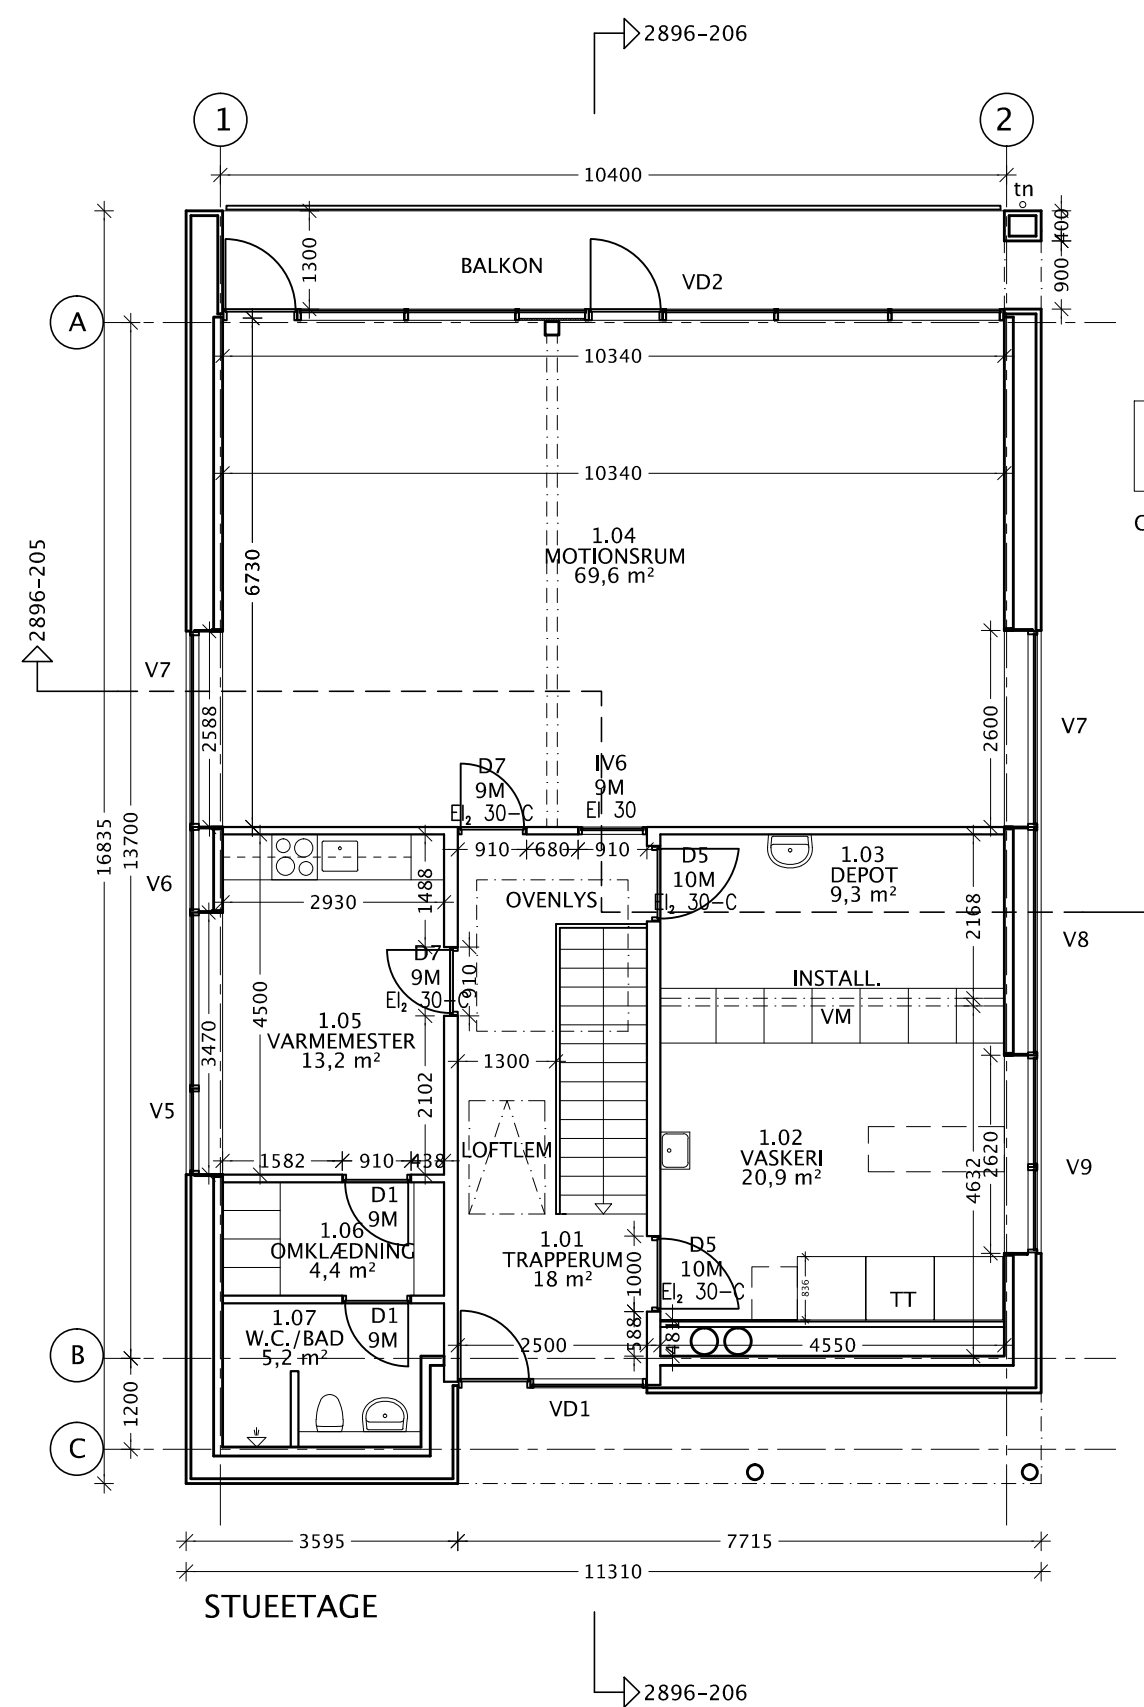 2896-206
1
2
10400
tn
400
1300
BALKON
VD2
900
A
10340
10340
1.04
MOTIONSRUM
69,6 m²
6730
2896-205
C
V7
2588
2600
V7
16835
13700
D7
9M
EI₂ 30-C
IV6
9M
EI 30
910
680
910
D5
10M
EI₂ 30-C
1.03
DEPOT
9,3 m²
V6
2930
1488
OVENLYS
2168
V8
D7
9M
EI₂ 30-C
910
INSTALL.
VM
4500
3470
1.05
VARMEMESTER
13,2 m²
1300
2102
V5
LOFTLEM
1.02
VASKERI
20,9 m²
2620
4632
V9
1582
910
438
D1
9M
1.06
OMKLÆDNING
4,4 m²
1.01
TRAPPERUM
18 m²
1000
D5
10M
EI₂ 30-C
836
TT
1.07
W.C./BAD
5,2 m²
D1
9M
588
481
B
2500
4550
1200
VD1
C
3595
7715
11310
STUEETAGE
2896-206